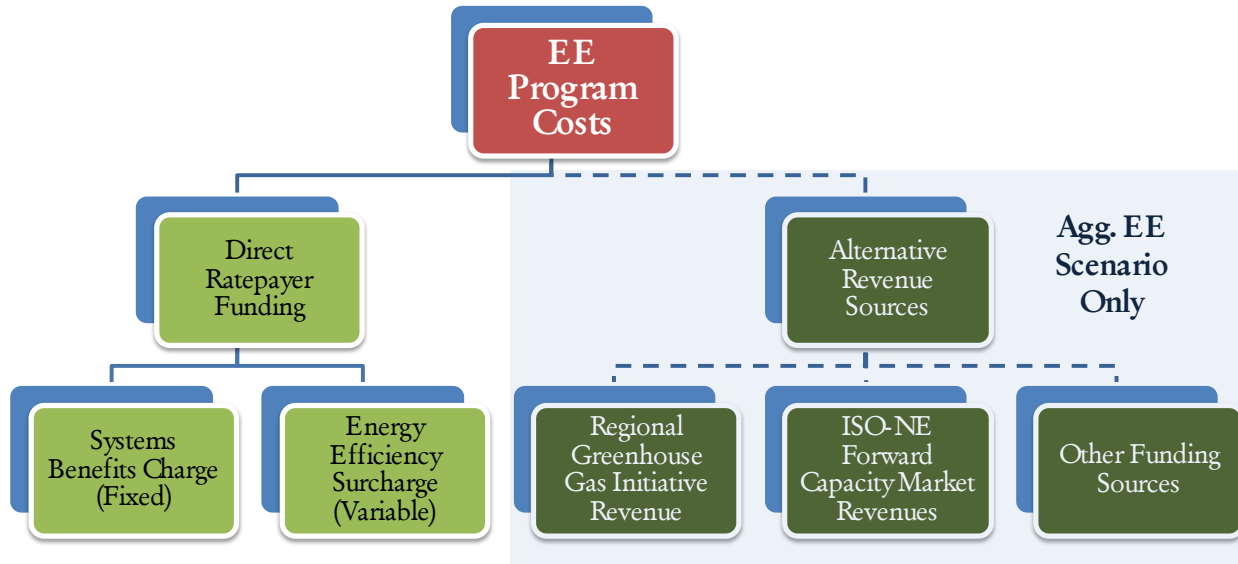 EE
Program
Costs
Direct
Ratepayer
Funding
Alternative
Revenue
Sources
Agg. EE
Scenario
Only
Systems
Benefits Charge
(Fixed)
Energy
Efficiency
Surcharge
(Variable)
Regional
Greenhouse
Gas Initiative
Revenue
ISO-NE
Forward
Capacity Market
Revenues
Other Funding
Sources